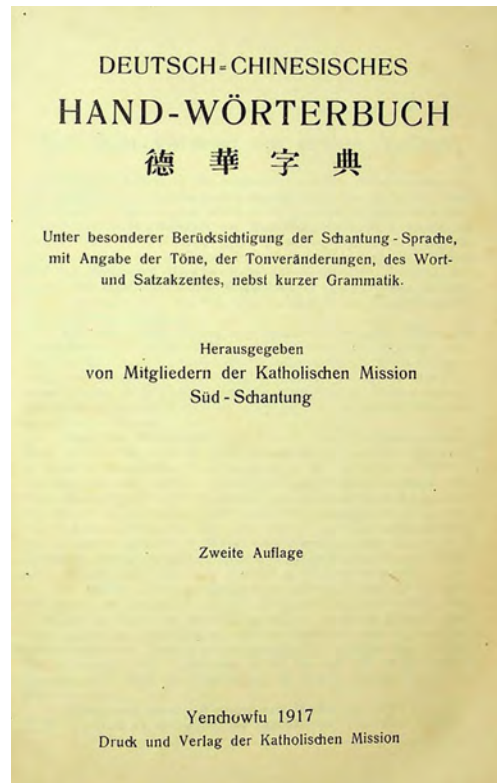 DEUTSCH=CHINESISCHES
HAND-WÖRTERBUCH
德華字典
Unter besonderer Berücksichtigung der Schantung-Sprache,
mit Angabe der Töne, der Tonveränderungen, des Wort-
und Satzakzentes, nebst kurzer Grammatik.
Herausgegeben
von Mitgliedern der Katholischen Mission
Süd-Schantung
Zweite Auflage
Yenchowfu 1917
Druck und Verlag der Katholischen Mission